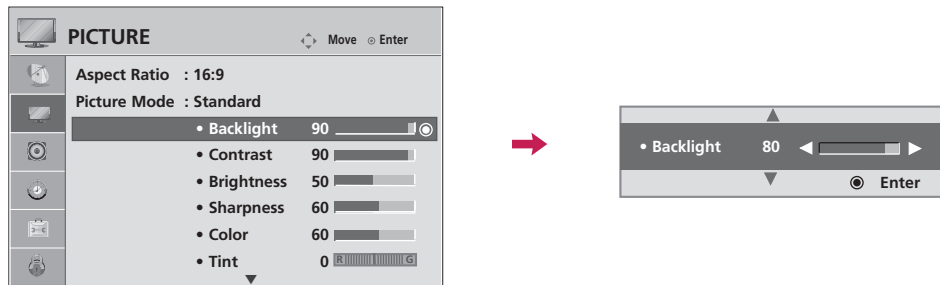 PICTURE Move Enter
Aspect Ratio : 16:9
Picture Mode : Standard
• Backlight 90
• Contrast 90
• Brightness 50
• Sharpness 60
• Color 60
• Tint 0 R G
• Backlight 80
Enter